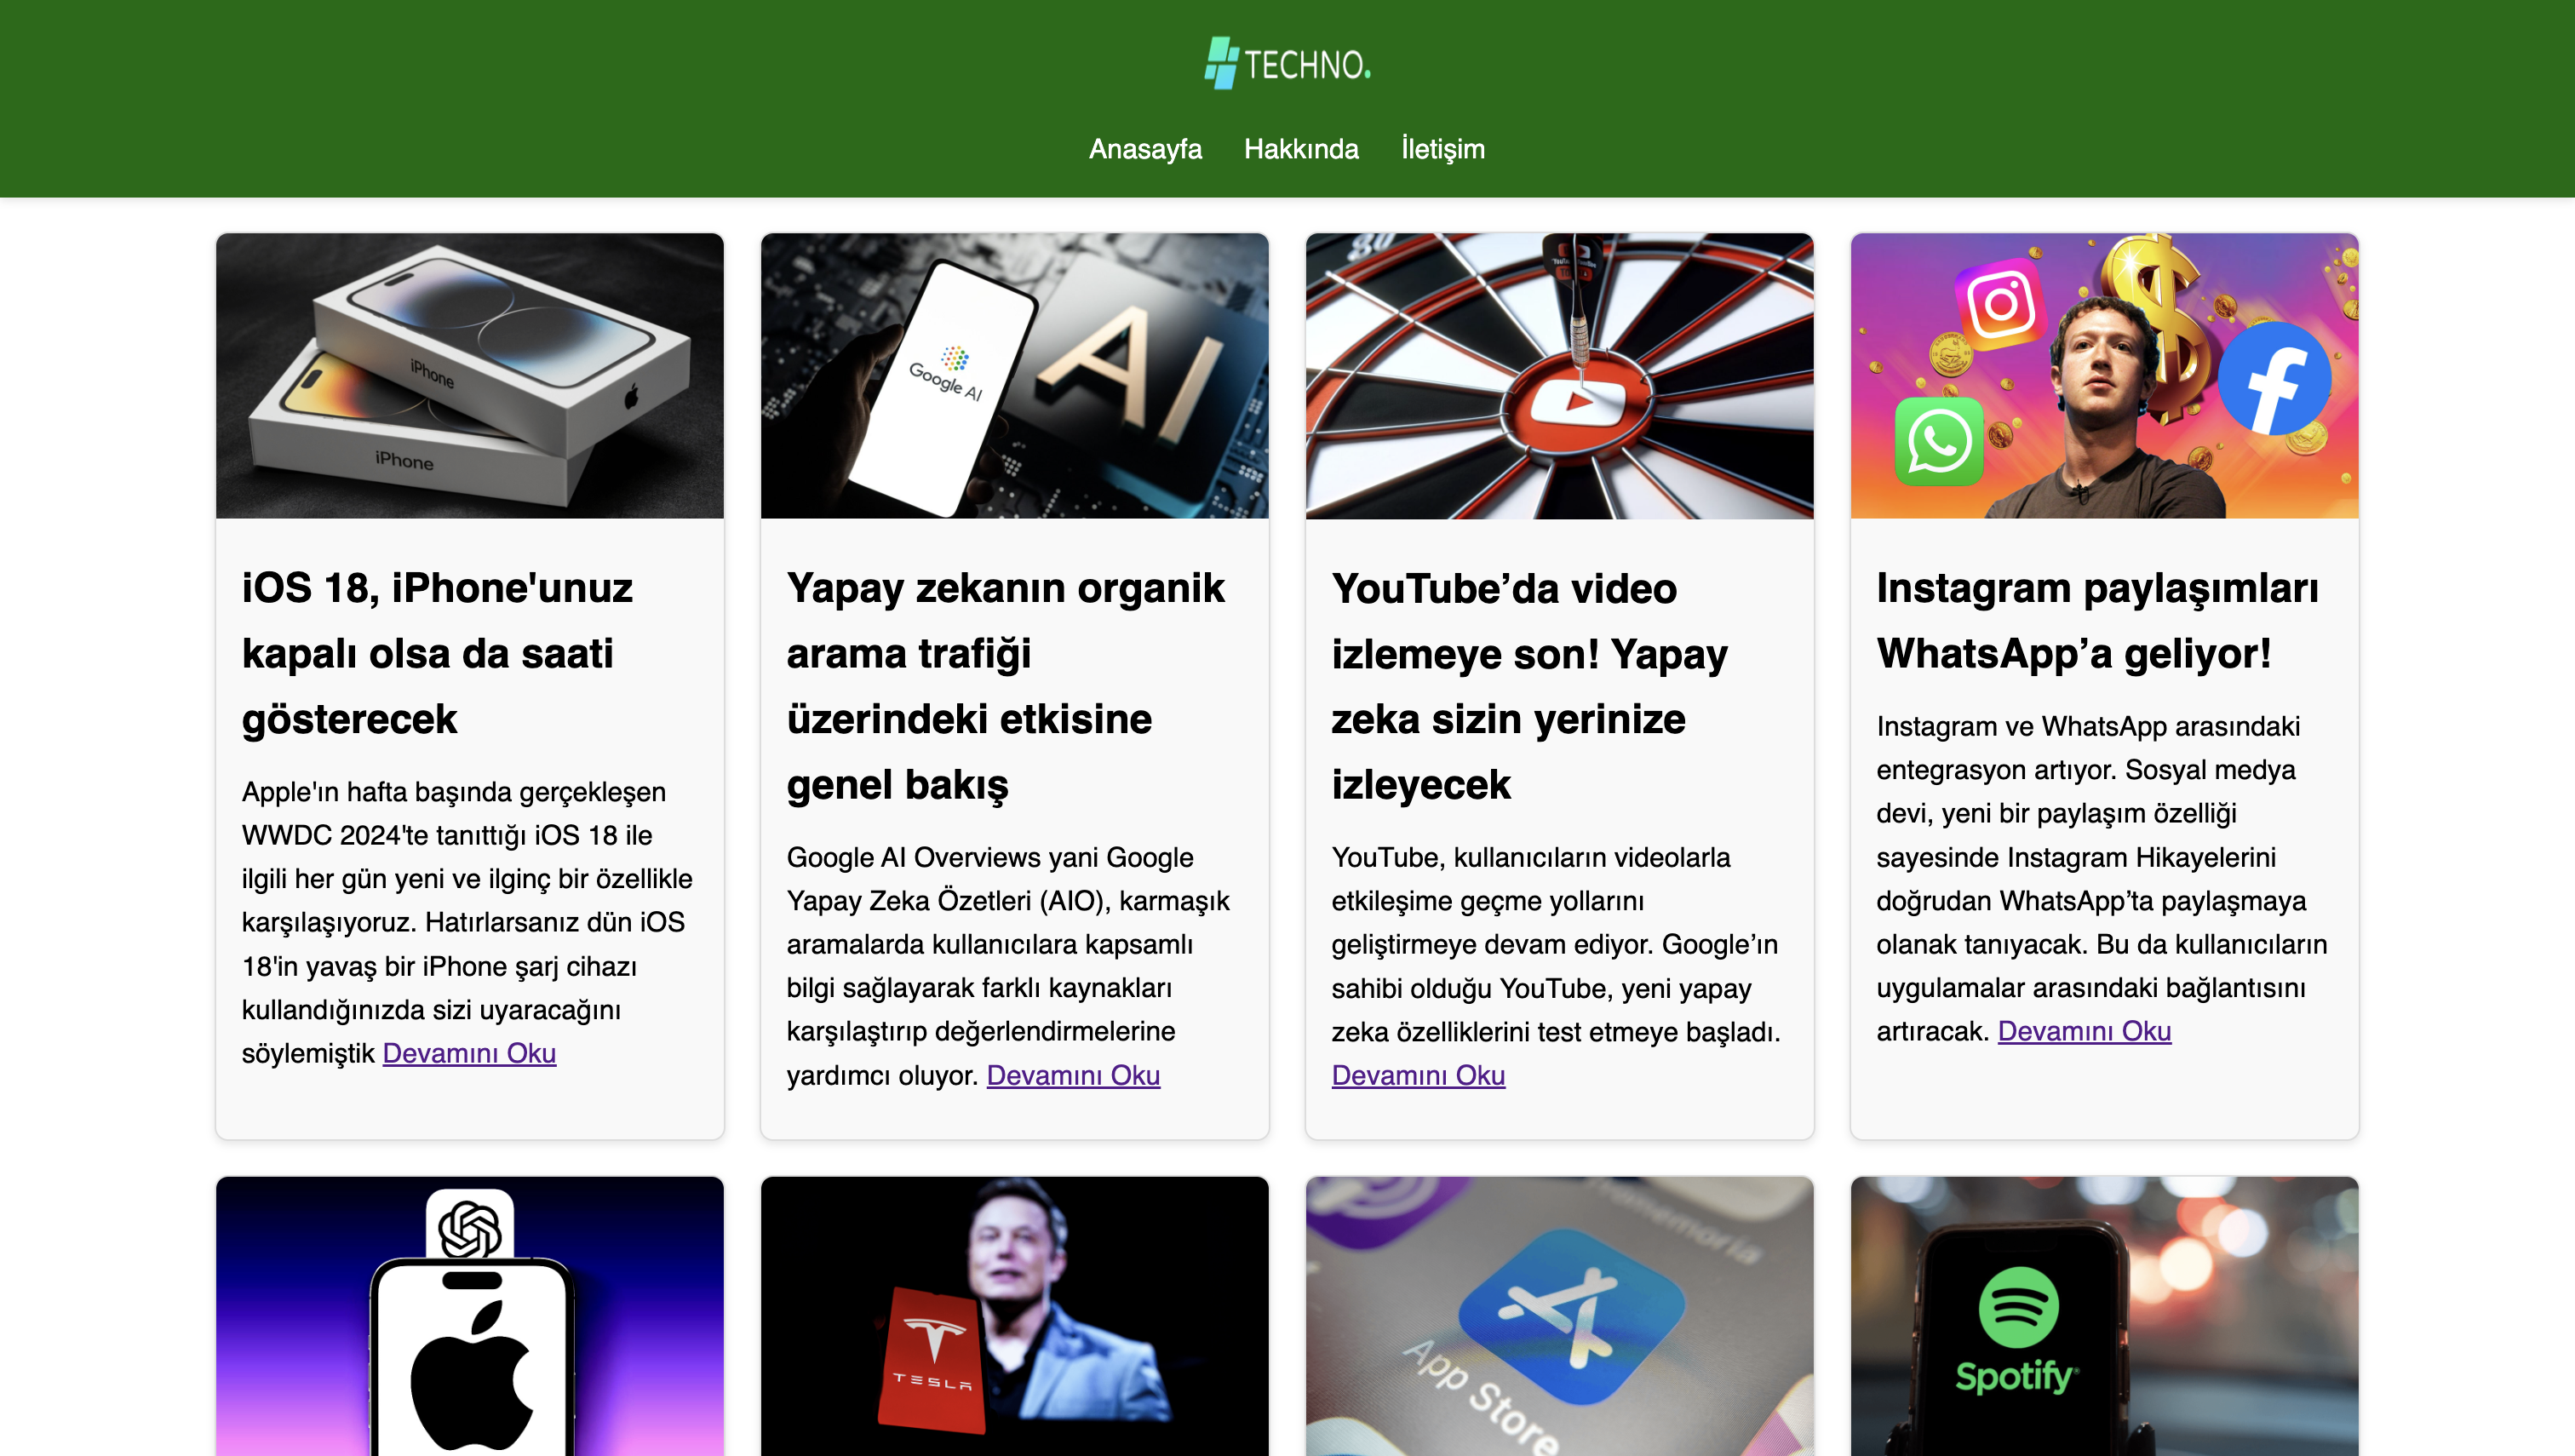 TECHNO.
Anasayfa Hakkında İletişim
iPhone
iPhone
Google AI
AI
iOS 18, iPhone'unuz
kapalı olsa da saati
gösterecek
Apple'ın hafta başında gerçekleşen
WWDC 2024'te tanıttığı iOS 18 ile
ilgili her gün yeni ve ilginç bir özellikle
karşılaşıyoruz. Hatırlarsanız dün iOS
18'in yavaş bir iPhone şarj cihazı
kullandığınızda sizi uyaracağını
söylemiştik Devamını Oku
Yapay zekanın organik
arama trafiği
üzerindeki etkisine
genel bakış
Google AI Overviews yani Google
Yapay Zeka Özetleri (AIO), karmaşık
aramalarda kullanıcılara kapsamlı
bilgi sağlayarak farklı kaynakları
karşılaştırıp değerlendirmelerine
yardımcı oluyor. Devamını Oku
YouTube’da video
izlemeye son! Yapay
zeka sizin yerinize
izleyecek
YouTube, kullanıcıların videolarla
etkileşime geçme yollarını
geliştirmeye devam ediyor. Google’ın
sahibi olduğu YouTube, yeni yapay
zeka özelliklerini test etmeye başladı.
Devamını Oku
Instagram paylaşımları
WhatsApp’a geliyor!
Instagram ve WhatsApp arasındaki
entegrasyon artıyor. Sosyal medya
devi, yeni bir paylaşım özelliği
sayesinde Instagram Hikayelerini
doğrudan WhatsApp’ta paylaşmaya
olanak tanıyacak. Bu da kullanıcıların
uygulamalar arasındaki bağlantısını
artıracak. Devamını Oku
TESLA
App Store
Spotify